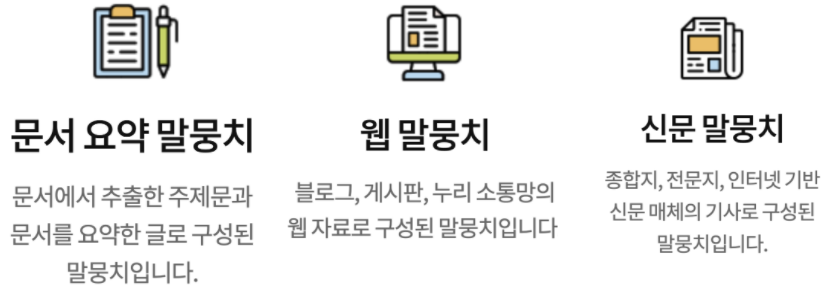 문서 요약 말뭉치
문서에서 추출한 주제문과
문서를 요약한 글로 구성된
말뭉치입니다.
웹 말뭉치
블로그, 게시판, 누리 소통망의
웹 자료로 구성된 말뭉치입니다
신문 말뭉치
종합지, 전문지, 인터넷 기반
신문 매체의 기사로 구성된
말뭉치입니다.